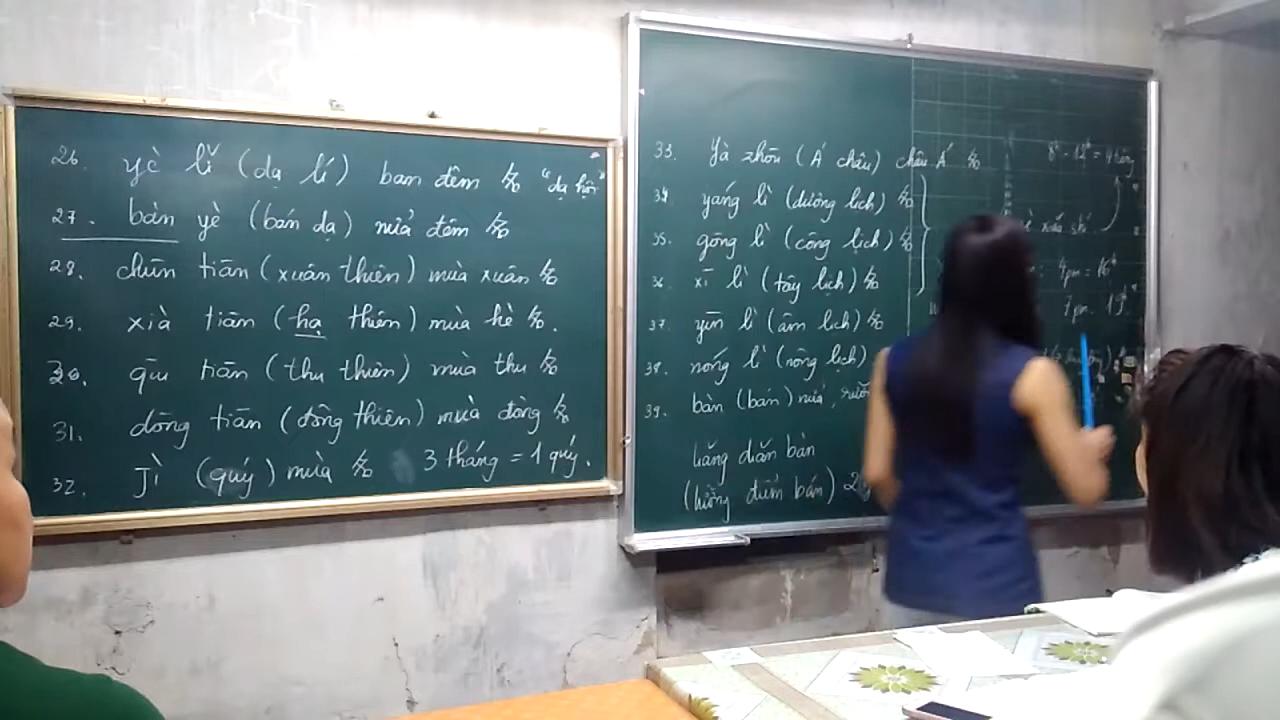 26. yè lǐ (dạ lí) ban đêm "dạ hội"
27. bàn yè (bán dạ) nửa đêm
28. chūn tiān (xuân thiên) mùa xuân
29. xià tiān (hạ thiên) mùa hè.
30. qīu tiān (thu thiên) mùa thu
31. dōng tiān (đông thiên) mùa đông
32. Jì (quý) mùa 3 tháng = 1 quý.
33. Yà zhōu (Á châu) châu Á
34. yáng lì (dương lịch)
35. gōng lì (công lịch)
36. xī lì (tây lịch)
37. yīn lì (âm lịch)
38. nóng lì (nông lịch)
39. bàn (bán) nửa,
liǎng diǎn bàn
(lưỡng điểm bán)
4pm = 16h
7pm